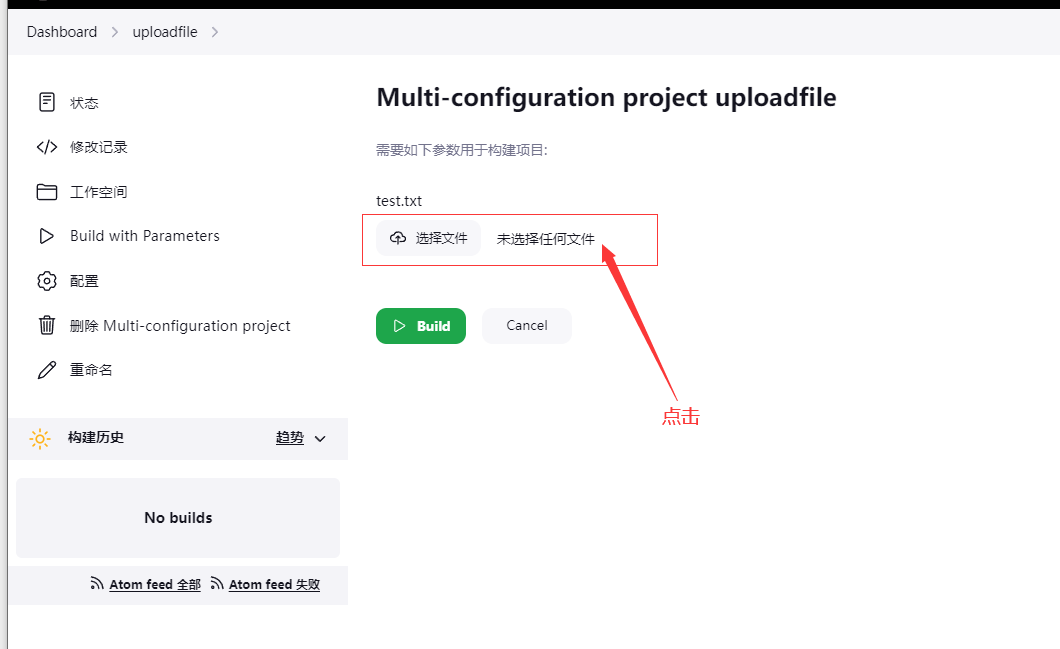 Dashboard
uploadfile
状态
修改记录
工作空间
Build with Parameters
配置
删除 Multi-configuration project
重命名
构建历史
趋势
No builds
Atom feed 全部
Atom feed 失败
Multi-configuration project uploadfile
需要如下参数用于构建项目:
test.txt
选择文件
未选择任何文件
Build
Cancel
点击